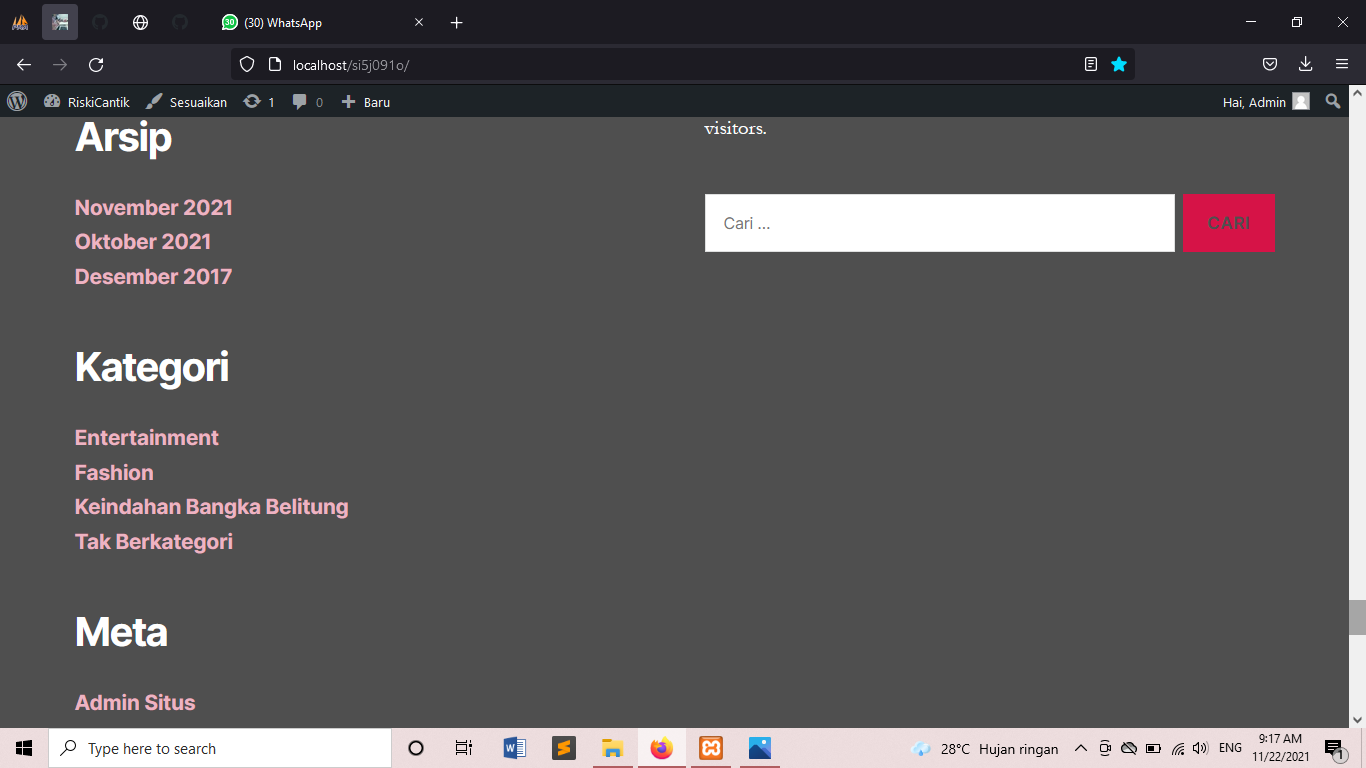 (30) WhatsApp
localhost/si5j091o/
RiskiCantik Sesuaikan 1 0 Baru Hai, Admin
Arsip
November 2021
Oktober 2021
Desember 2017
Kategori
Entertainment
Fashion
Keindahan Bangka Belitung
Tak Berkategori
Meta
Admin Situs
visitors.
Cari ... CARI
Type here to search
28°C Hujan ringan
ENG
9:17 AM
11/22/2021
1